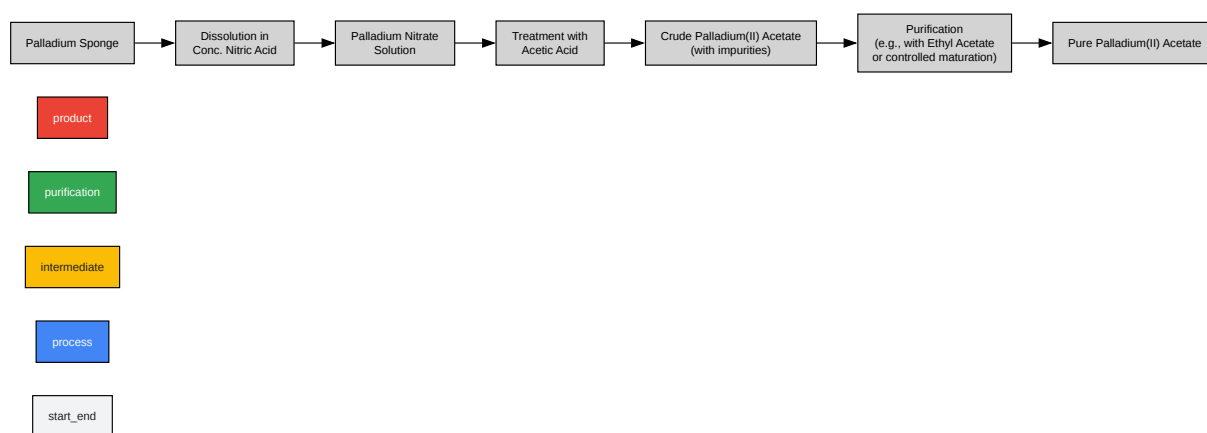 Palladium Sponge
Dissolution in
Conc. Nitric Acid
Palladium Nitrate
Solution
Treatment with
Acetic Acid
Crude Palladium(II) Acetate
(with impurities)
Purification
(e.g., with Ethyl Acetate
or controlled maturation)
Pure Palladium(II) Acetate
product
purification
intermediate
process
start_end